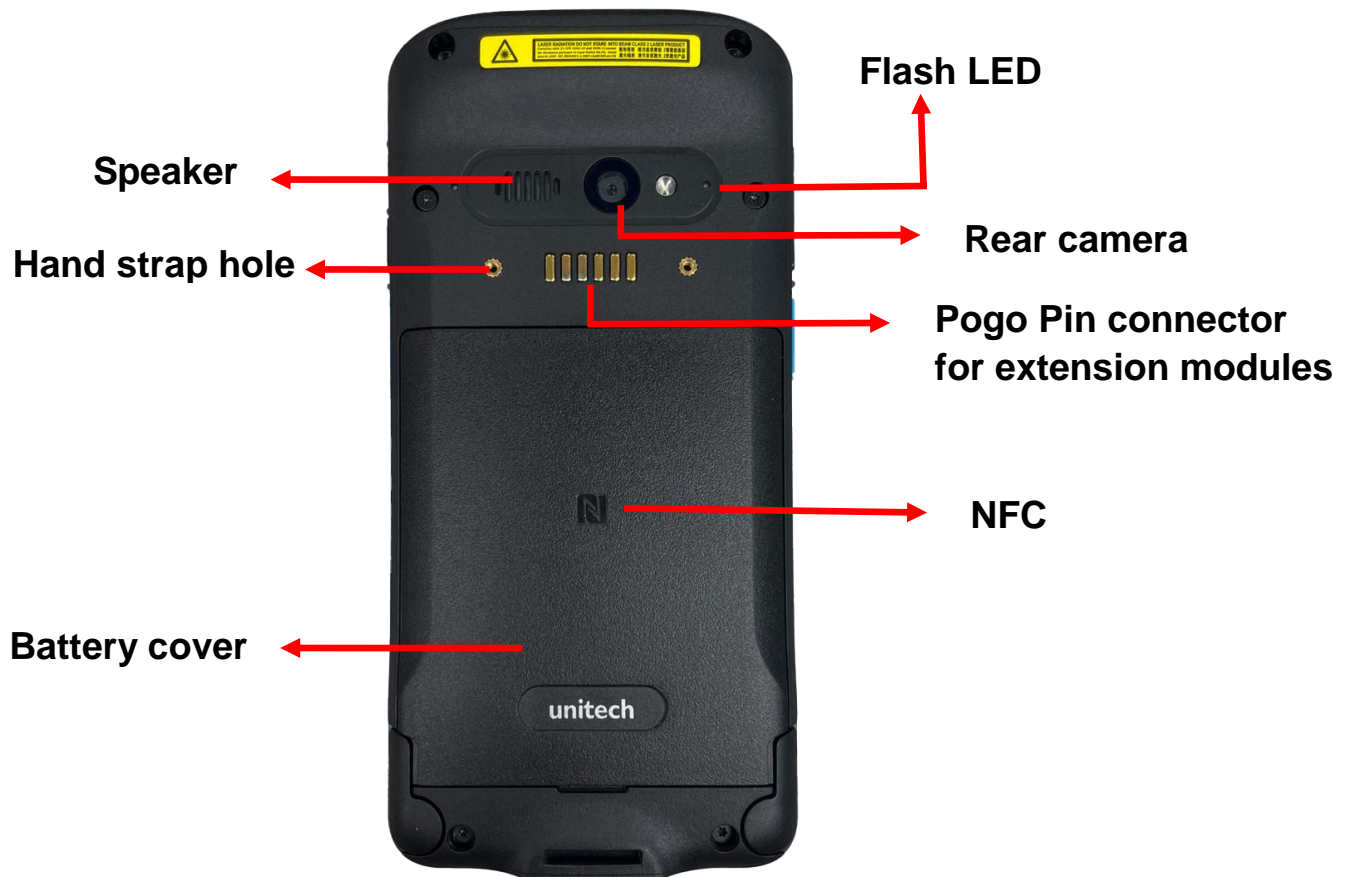 LASER RADIATION DO NOT STARE INTO BEAM CLASS 2 LASER PRODUCT
Flash LED
Speaker
Rear camera
Hand strap hole
Pogo Pin connector
for extension modules
NFC
Battery cover
unitech